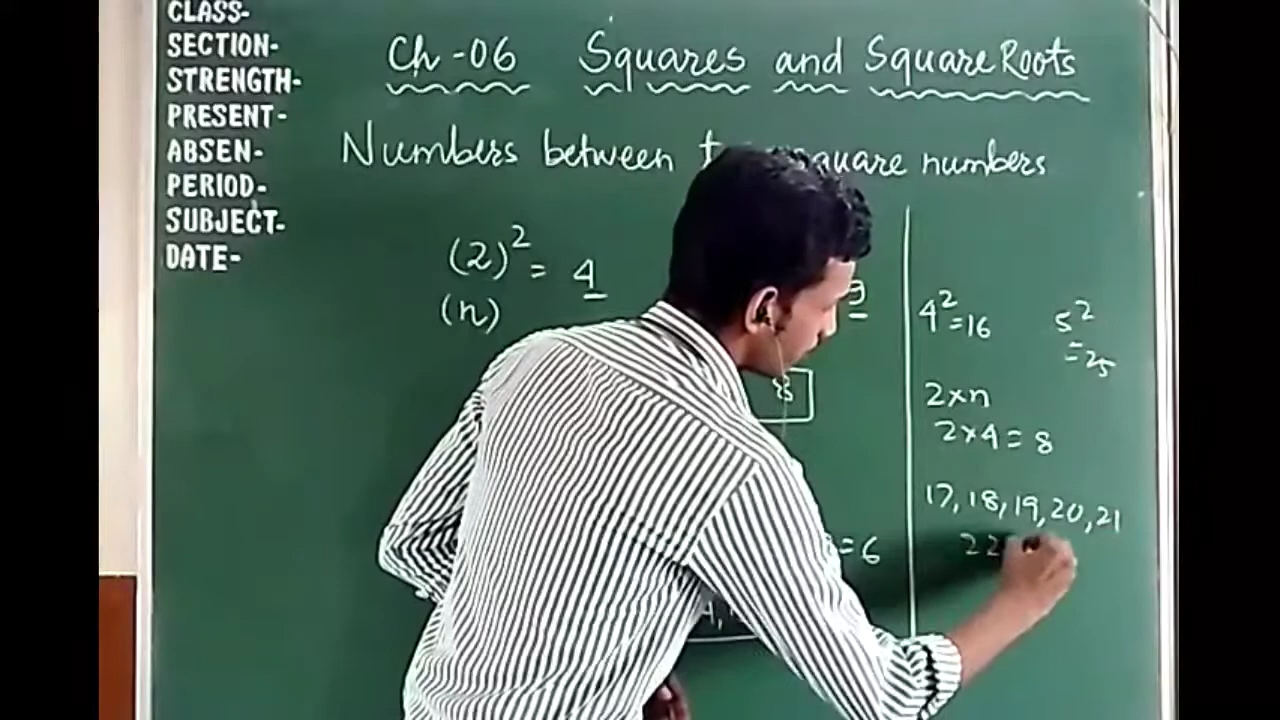 CLASS-
SECTION-
STRENGTH-
PRESENT-
ABSEN-
PERIOD-
SUBJECT-
DATE-
Ch-06 Squares and Square Roots
Numbers between square numbers
(2)² = 4
(n)
9
= 6
4² = 16
5²
= 25
2×n
2×4 = 8
17, 18, 19, 20, 21
22